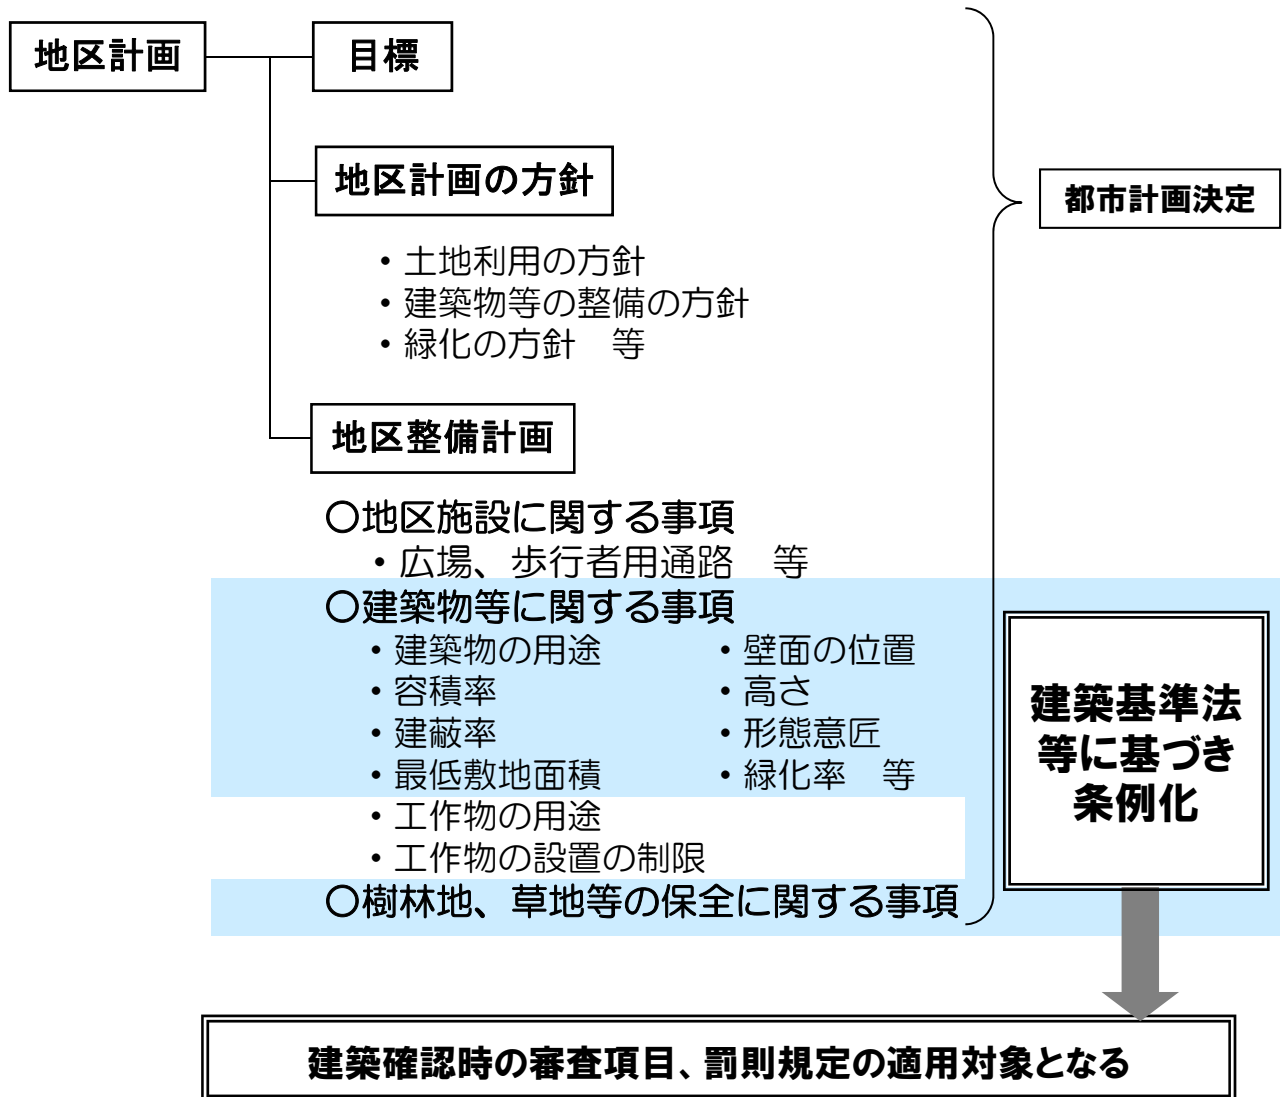 地区計画
目標
地区計画の方針
・土地利用の方針
・建築物等の整備の方針
・緑化の方針　等
都市計画決定
地区整備計画
〇地区施設に関する事項
・広場、歩行者用通路　等
〇建築物等に関する事項
・建築物の用途
・容積率
・建蔽率
・最低敷地面積
・壁面の位置
・高さ
・形態意匠
・緑化率　等
・工作物の用途
・工作物の設置の制限
〇樹林地、草地等の保全に関する事項
建築基準法
等に基づき
条例化
建築確認時の審査項目、罰則規定の適用対象となる